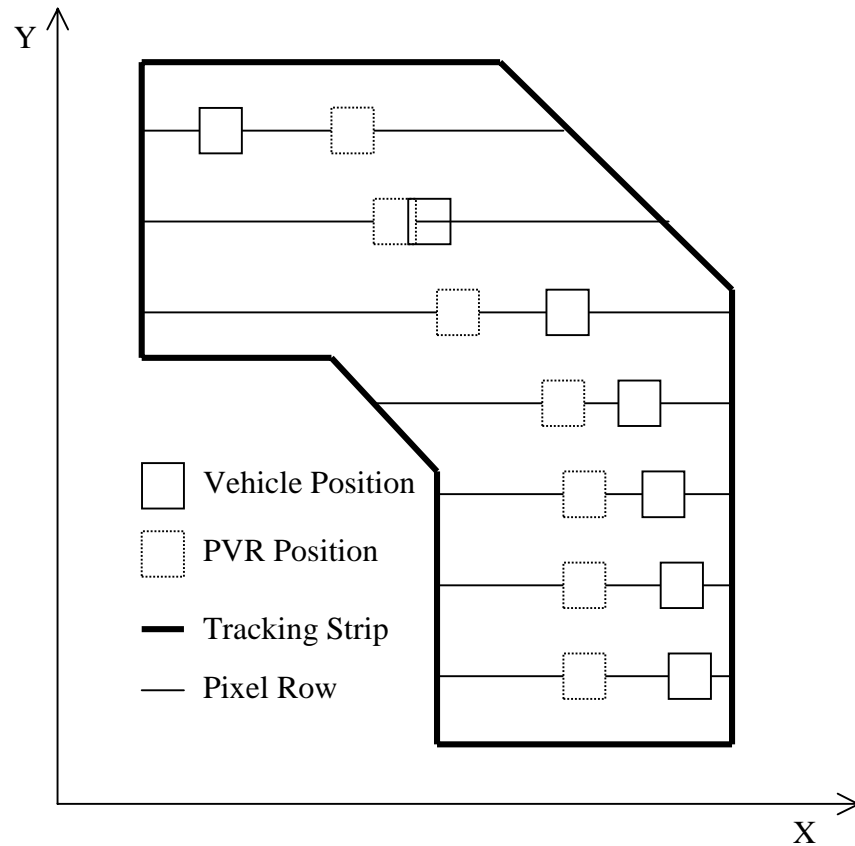 Y
Vehicle Position
PVR Position
Tracking Strip
Pixel Row
X